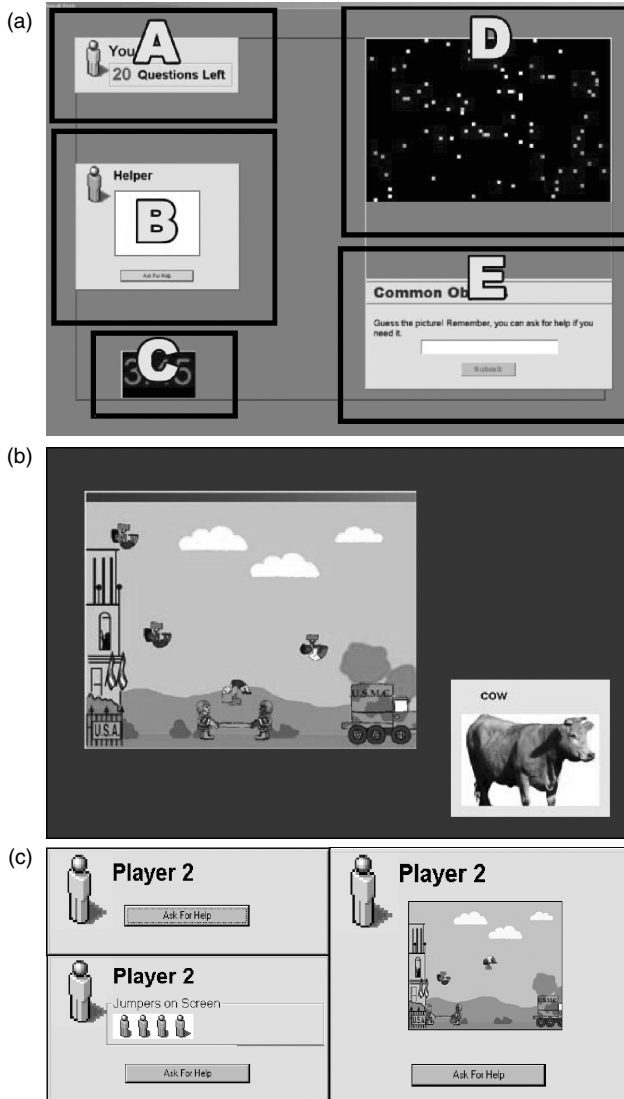 (a)
A
You
20 Questions Left
B
Helper
Ask For Help
C
D
E
Common
Guess the picture! Remember, you can ask for help if you
need it.
Submit
(b)
U.S.A.
U.S.M.C.
COW
(c)
Player 2
Ask For Help
Player 2
Jumpers on Screen
Ask For Help
Player 2
Ask For Help